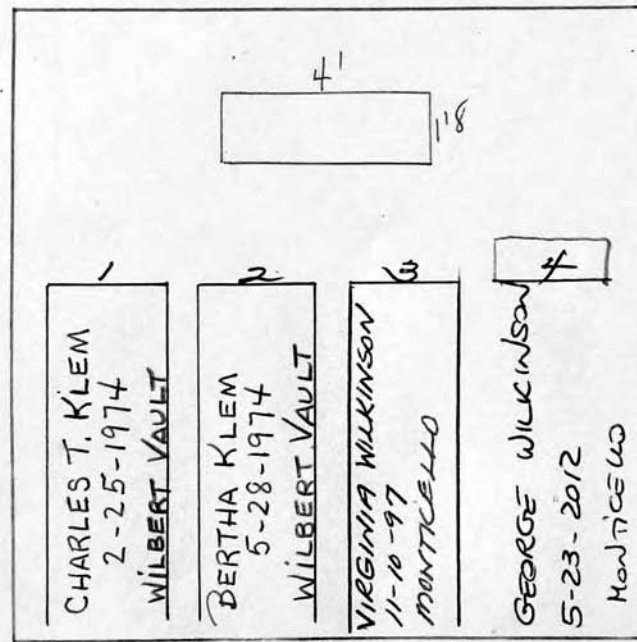 4'
1'8
1
CHARLES T. KLEM
2-25-1974
WILBERT VAULT
2
BERTHA KLEM
5-28-1974
WILBERT VAULT
3
VIRGINIA WILKINSON
11-10-97
MONTICELLO
4
GEORGE WILKINSON
5-23-2012
MONTICELLO